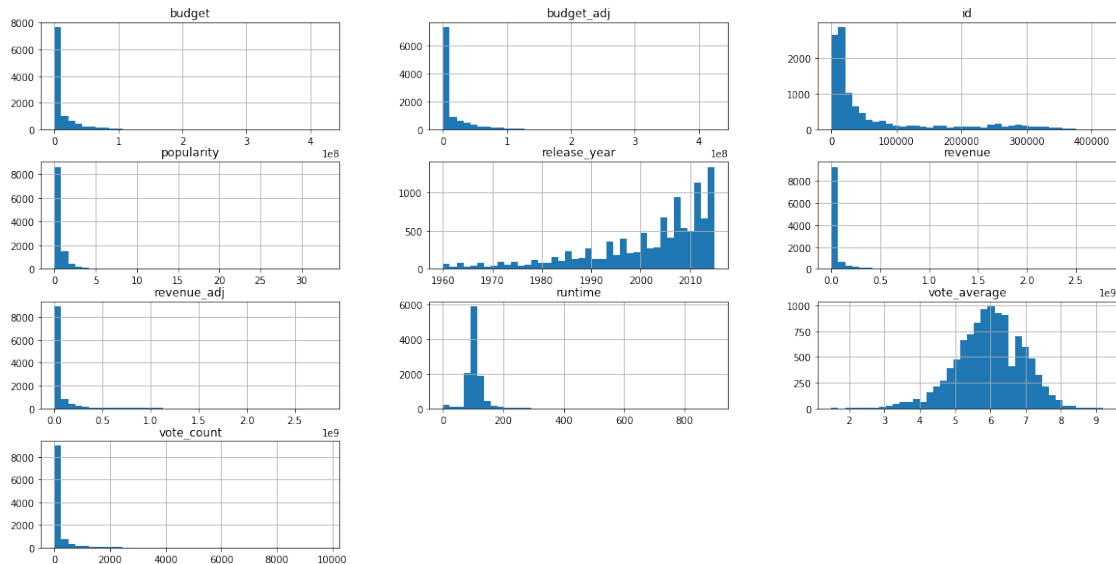 budget
budget_adj
id
8000
6000
4000
2000
0
0 1 2 3 4
1e8
6000
4000
2000
0
0 1 2 3 4
1e8
2000
1000
0
0 100000 200000 300000 400000
popularity
release_year
revenue
8000
6000
4000
2000
0
0 5 10 15 20 25 30
1000
500
0
1960 1970 1980 1990 2000 2010
8000
6000
4000
2000
0
0.0 0.5 1.0 1.5 2.0 2.5
1e9
revenue_adj
runtime
vote_average
8000
6000
4000
2000
0
0.0 0.5 1.0 1.5 2.0 2.5
1e9
6000
4000
2000
0
0 200 400 600 800
1000
750
500
250
0
2 3 4 5 6 7 8 9
vote_count
8000
6000
4000
2000
0
0 2000 4000 6000 8000 10000